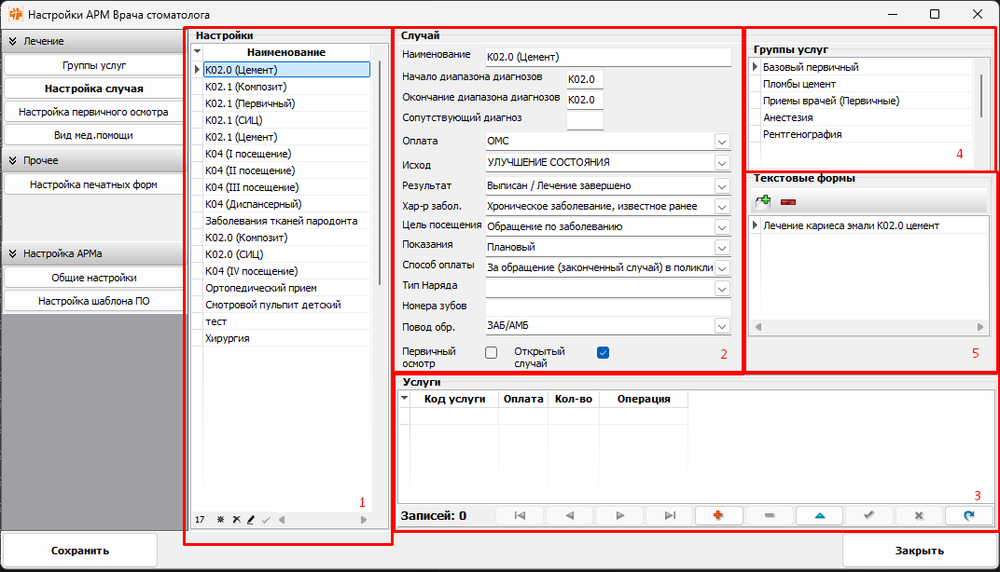 Настройки АРМ Врача стоматолога
Лечение
Группы услуг
Настройка случая
Настройка первичного осмотра
Вид мед.помощи
Прочее
Настройка печатных форм
Настройка АРМа
Общие настройки
Настройка шаблона ПО
Настройки
Наименование
K02.0 (Цемент)
K02.1 (Композит)
K02.1 (Первичный)
K02.1 (СИЦ)
K02.1 (Цемент)
K04 (I посещение)
K04 (II посещение)
K04 (III посещение)
K04 (Диспансерный)
Заболевания тканей пародонта
K02.0 (Композит)
K02.0 (СИЦ)
K04 (IV посещение)
Ортопедический прием
Смотровой пульпит детский
тест
Хирургия
1
17
Случай
Наименование K02.0 (Цемент)
Начало диапазона диагнозов K02.0
Окончание диапазона диагнозов K02.0
Сопутствующий диагноз
Оплата ОМС
Исход УЛУЧШЕНИЕ СОСТОЯНИЯ
Результат Выписан / Лечение завершено
Хар-р забол. Хроническое заболевание, известное ранее
Цель посещения Обращение по заболеванию
Показания Плановый
Способ оплаты За обращение (законченный случай) в поликли
Тип Наряда
Номера зубов
Повод обр. ЗАБ/АМБ
Первичный осмотр
Открытый случай
2
Группы услуг
Базовый первичный
Пломбы цемент
Приемы врачей (Первичные)
Анестезия
Рентгенография
4
Текстовые формы
Лечение кариеса эмали K02.0 цемент
5
Услуги
Код услуги Оплата Кол-во Операция
3
Записей: 0
Сохранить
Закрыть